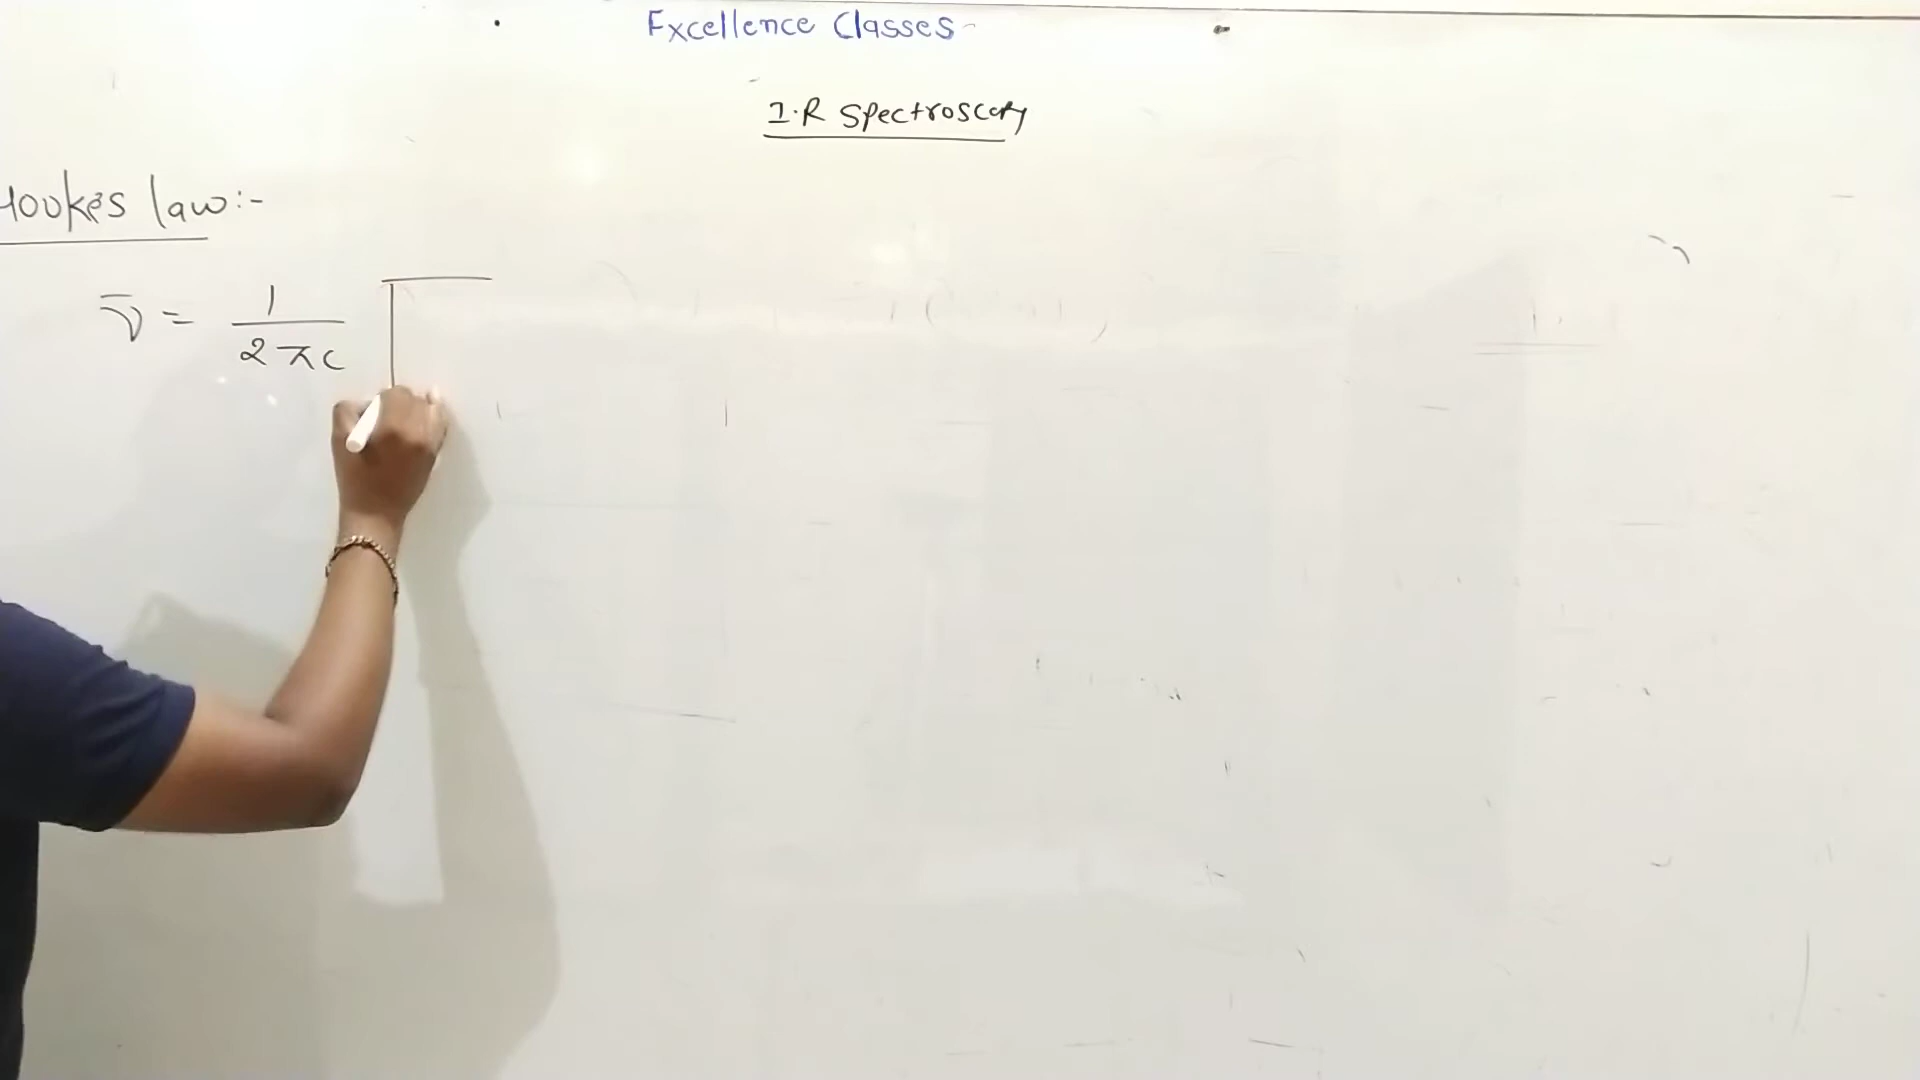 Excellence Classes
I.R Spectroscopy
Hookes law:-
ν̅ = 1 / 2πc √